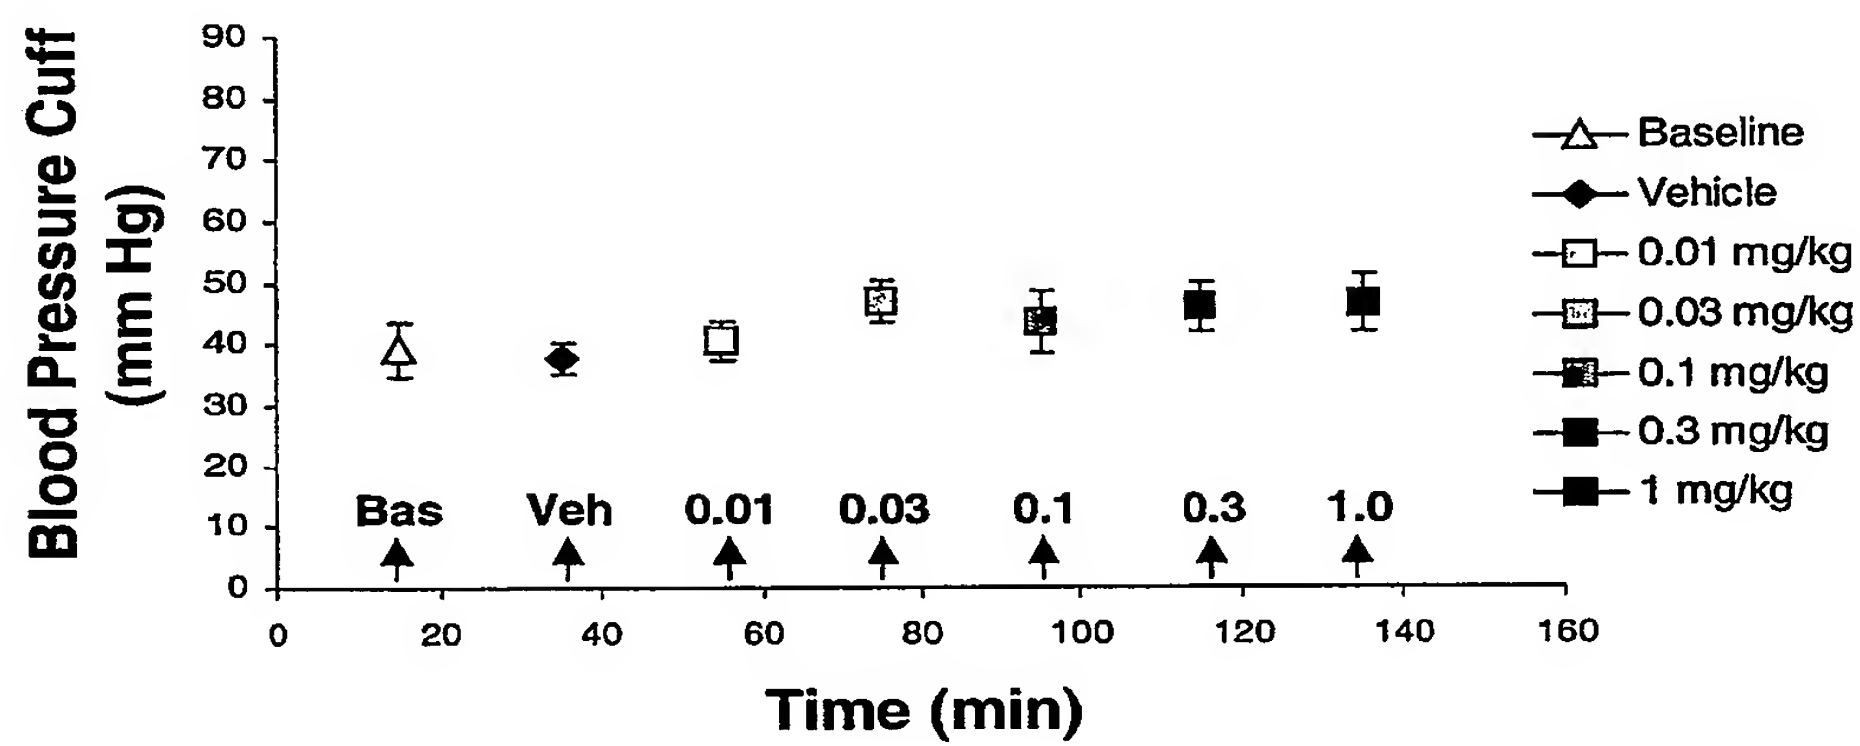 Blood Pressure Cuff
(mm Hg)
90
80
70
60
50
40
30
20
10
0
Bas Veh 0.01 0.03 0.1 0.3 1.0
0 20 40 60 80 100 120 140 160
Time (min)
Baseline
Vehicle
0.01 mg/kg
0.03 mg/kg
0.1 mg/kg
0.3 mg/kg
1 mg/kg